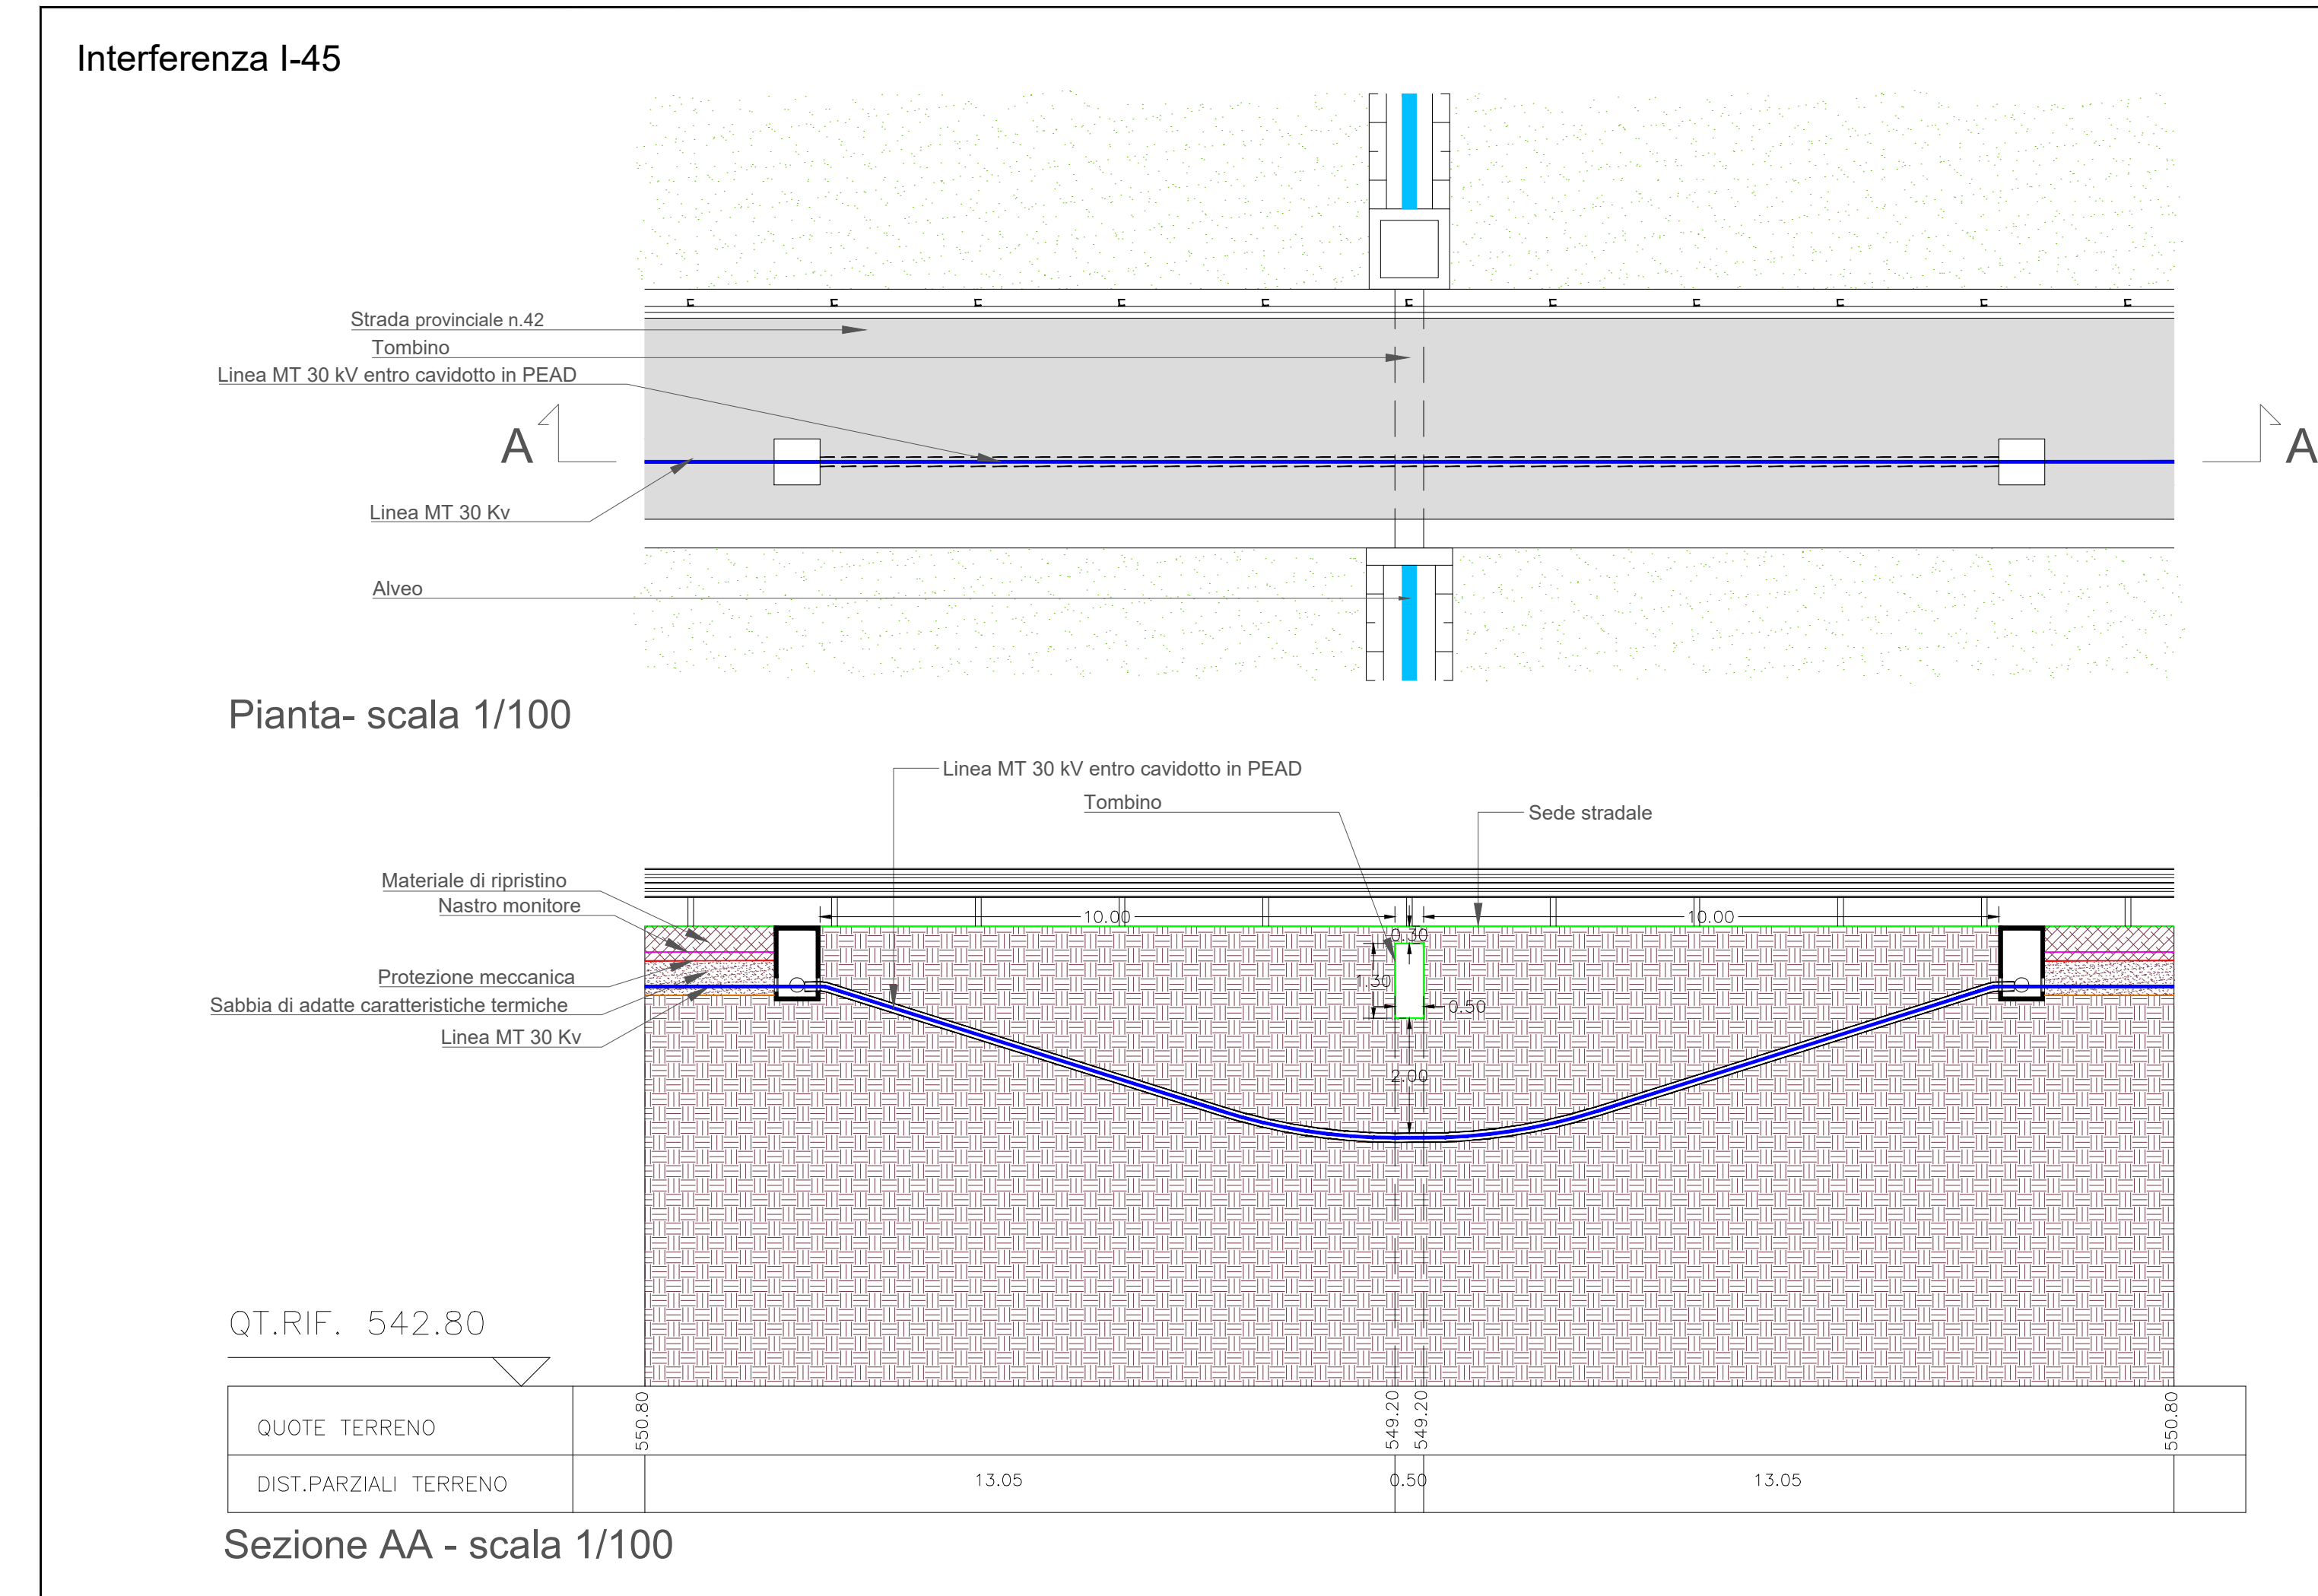 Interferenza I-45
Strada provinciale n.42
Tombino
Linea MT 30 kV entro cavidotto in PEAD
A
A
Linea MT 30 Kv
Alveo
Pianta- scala 1/100
Linea MT 30 kV entro cavidotto in PEAD
Tombino
Sede stradale
Materiale di ripristino
Nastro monitore
Protezione meccanica
Sabbia di adatte caratteristiche termiche
Linea MT 30 Kv
10.00
10.00
0.30
1.30
0.50
2.00
QT.RIF. 542.80
QUOTE TERRENO
550.80
549.20
549.20
550.80
DIST.PARZIALI TERRENO
13.05
0.50
13.05
Sezione AA - scala 1/100